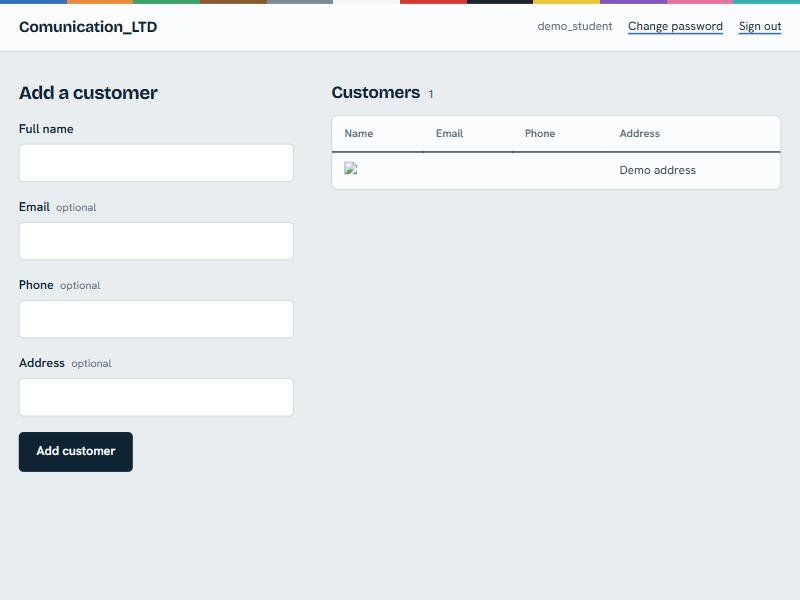 Comunication_LTD
demo_student Change password Sign out
Add a customer
Full name
Email optional
Phone optional
Address optional
Add customer
Customers 1
Name Email Phone Address
Demo address